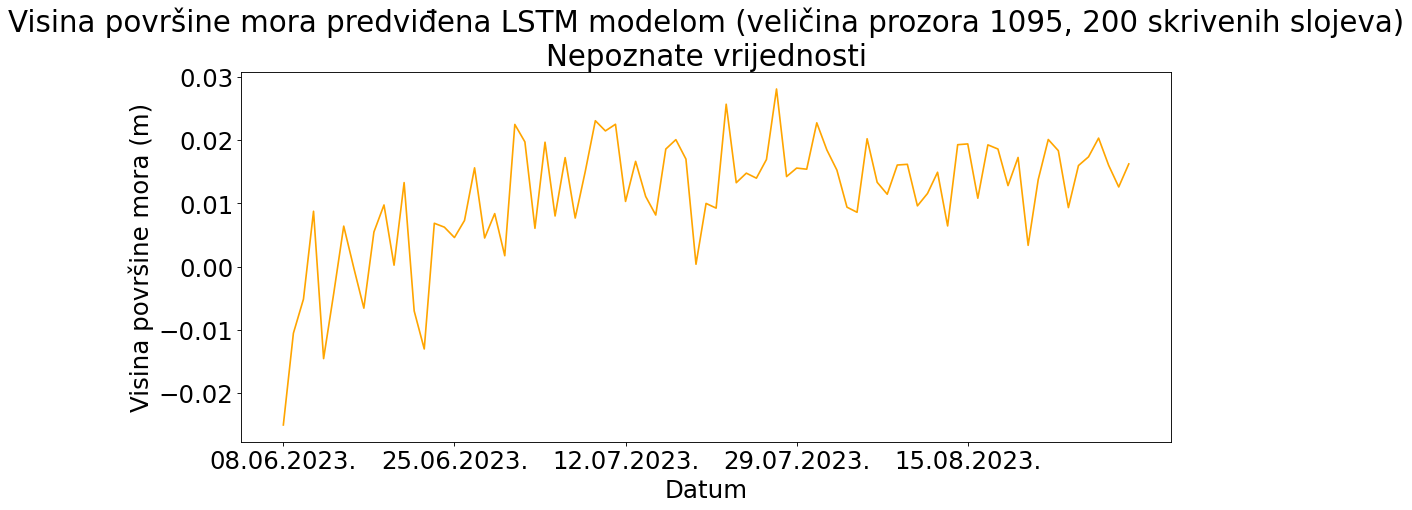 Visina površine mora predviđena LSTM modelom (veličina prozora 1095, 200 skrivenih slojeva)
Nepoznate vrijednosti
Visina površine mora (m)
0.03
0.02
0.01
0.00
−0.01
−0.02
08.06.2023. 25.06.2023. 12.07.2023. 29.07.2023. 15.08.2023.
Datum